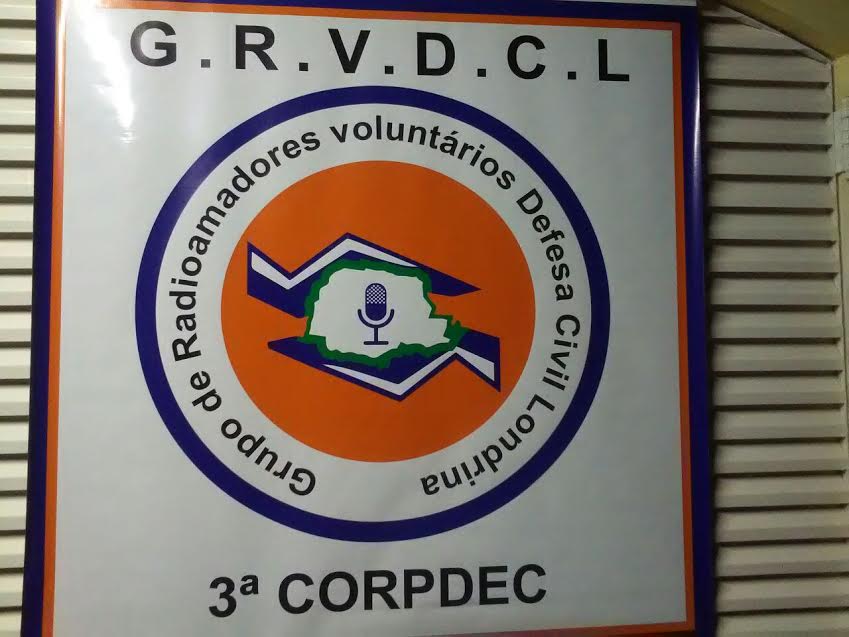 G.R.V.D.C.L
Grupo de Radioamadores voluntários Defesa Civil Londrina
3ª CORPDEC